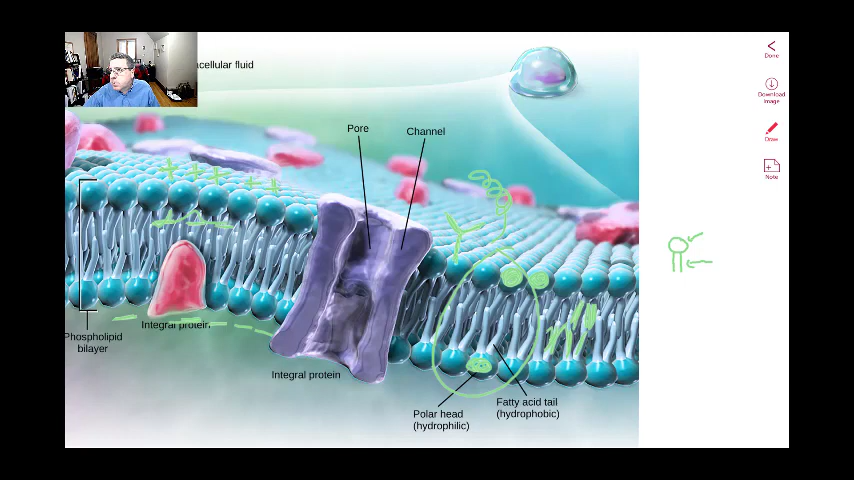 acellular fluid
Pore
Channel
Integral protein
Phospholipid
bilayer
Integral protein
Polar head
(hydrophilic)
Fatty acid tail
(hydrophobic)
Done
Download
Image
Draw
Note